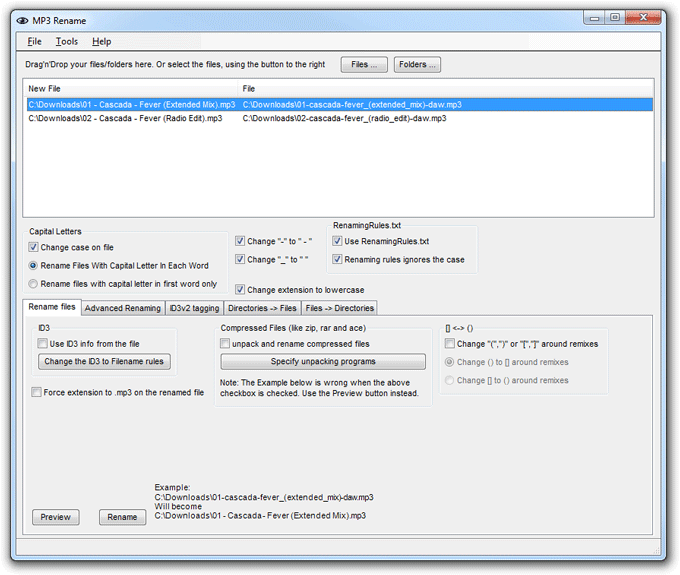 MP3 Rename
File Tools Help
Drag'n'Drop your files/folders here. Or select the files, using the button to the right
Files ... Folders ...
New File File
C:\Downloads\01 - Cascada - Fever (Extended Mix).mp3 C:\Downloads\01-cascada-fever_(extended_mix)-daw.mp3
C:\Downloads\02 - Cascada - Fever (Radio Edit).mp3 C:\Downloads\02-cascada-fever_(radio_edit)-daw.mp3
Capital Letters
Change case on file
Rename Files With Capital Letter In Each Word
Rename files with capital letter in first word only
Change "-" to " - "
Change "_" to " "
Change extension to lowercase
RenamingRules.txt
Use RenamingRules.txt
Renaming rules ignores the case
Rename files Advanced Renaming ID3v2 tagging Directories -> Files Files -> Directories
ID3
Use ID3 info from the file
Change the ID3 to Filename rules
Force extension to .mp3 on the renamed file
Compressed Files (like zip, rar and ace)
unpack and rename compressed files
Specify unpacking programs
Note: The Example below is wrong when the above
checkbox is checked. Use the Preview button instead.
[] <-> ()
Change "(",")" or "[","]" around remixes
Change () to [] around remixes
Change [] to () around remixes
Example:
C:\Downloads\01-cascada-fever_(extended_mix)-daw.mp3
Will become
C:\Downloads\01 - Cascada - Fever (Extended Mix).mp3
Preview Rename